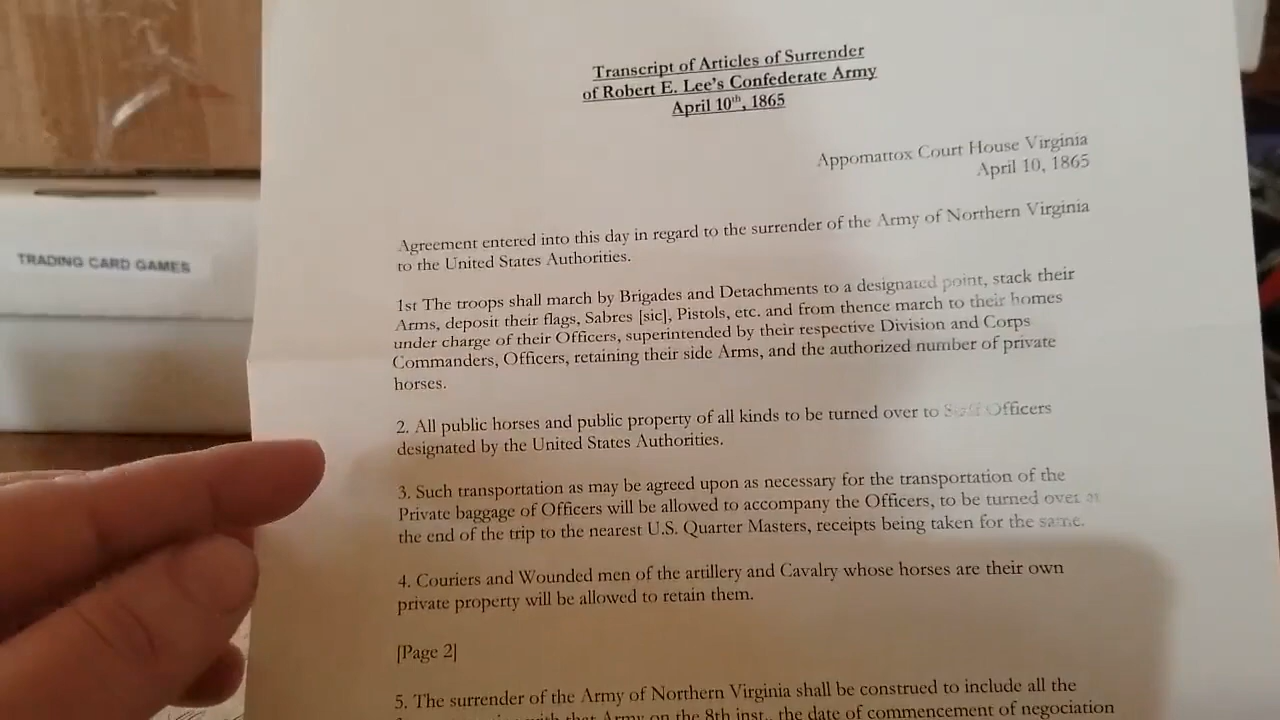 Transcript of Articles of Surrender
of Robert E. Lee's Confederate Army
April 10th, 1865
Appomattox Court House Virginia
April 10, 1865
TRADING CARD GAMES
Agreement entered into this day in regard to the surrender of the Army of Northern Virginia
to the United States Authorities.
1st The troops shall march by Brigades and Detachments to a designated point, stack their
Arms, deposit their flags, Sabres [sic], Pistols, etc. and from thence march to their homes
under charge of their Officers, superintended by their respective Division and Corps
Commanders, Officers, retaining their side Arms, and the authorized number of private
horses.
2. All public horses and public property of all kinds to be turned over to Staff Officers
designated by the United States Authorities.
3. Such transportation as may be agreed upon as necessary for the transportation of the
Private baggage of Officers will be allowed to accompany the Officers, to be turned over at
the end of the trip to the nearest U.S. Quarter Masters, receipts being taken for the same.
4. Couriers and Wounded men of the artillery and Cavalry whose horses are their own
private property will be allowed to retain them.
[Page 2]
5. The surrender of the Army of Northern Virginia shall be construed to include all the
with that Army on the 8th inst., the date of commencement of negociation